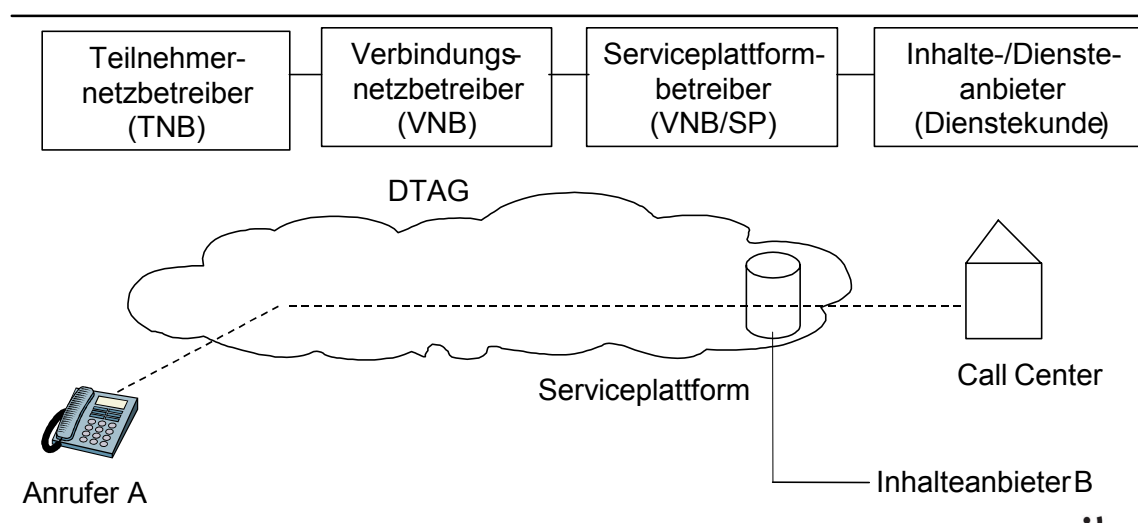 Teilnehmer-
netzbetreiber
(TNB)
Verbindungs-
netzbetreiber
(VNB)
Serviceplattform-
betreiber
(VNB/SP)
Inhalte-/Dienste-
anbieter
(Dienstekunde)
DTAG
Serviceplattform
Call Center
Anrufer A
Inhalteanbieter B